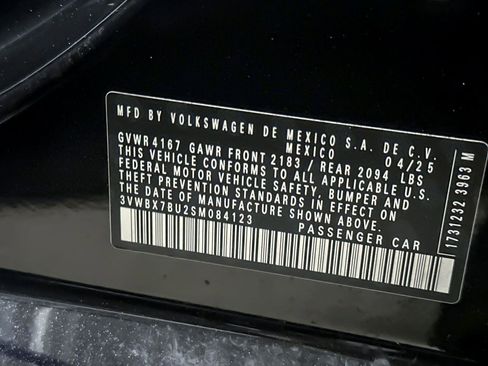 MFD BY VOLKSWAGEN DE MEXICO S.A. DE C.V.
MEXICO 04/25
GVWR 4167 GAWR FRONT 2183 / REAR 2094 LBS
THIS VEHICLE CONFORMS TO ALL APPLICABLE U.S.
FEDERAL MOTOR VEHICLE SAFETY, BUMPER AND
THEFT PREVENTION STANDARDS IN EFFECT ON
THE DATE OF MANUFACTURE SHOWN ABOVE.
3VWBX7BU2SM084123 PASSENGER CAR
1731232 3963 M